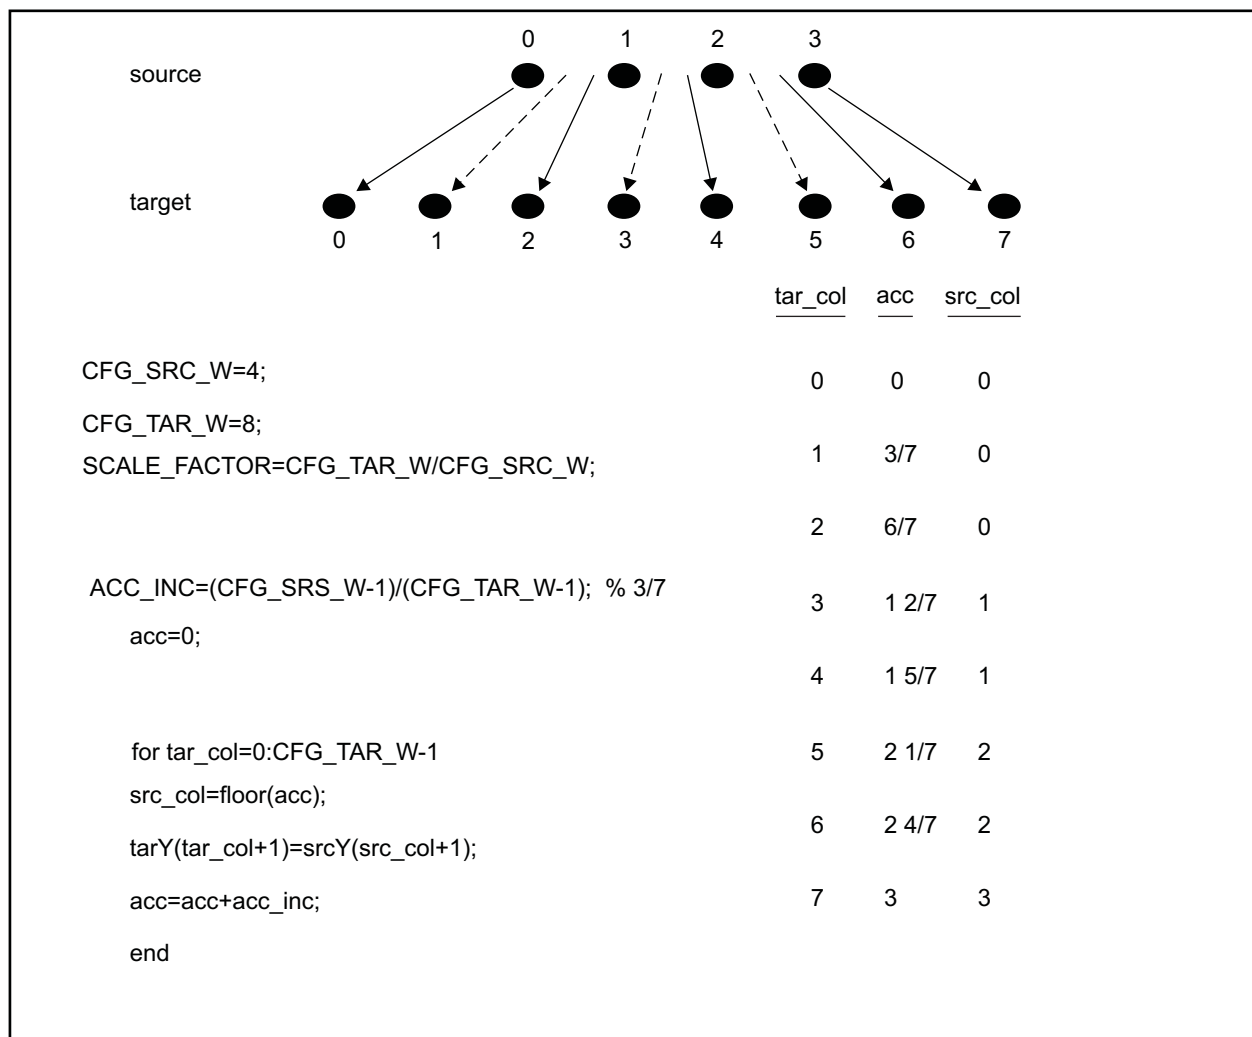 0 1 2 3
source
target
0 1 2 3 4 5 6 7
tar_col acc src_col
CFG_SRC_W=4;
0 0 0
CFG_TAR_W=8;
SCALE_FACTOR=CFG_TAR_W/CFG_SRC_W;
1 3/7 0
2 6/7 0
ACC_INC=(CFG_SRS_W-1)/(CFG_TAR_W-1); % 3/7
3 1 2/7 1
acc=0;
4 1 5/7 1
for tar_col=0:CFG_TAR_W-1
5 2 1/7 2
src_col=floor(acc);
6 2 4/7 2
tarY(tar_col+1)=srcY(src_col+1);
acc=acc+acc_inc;
7 3 3
end